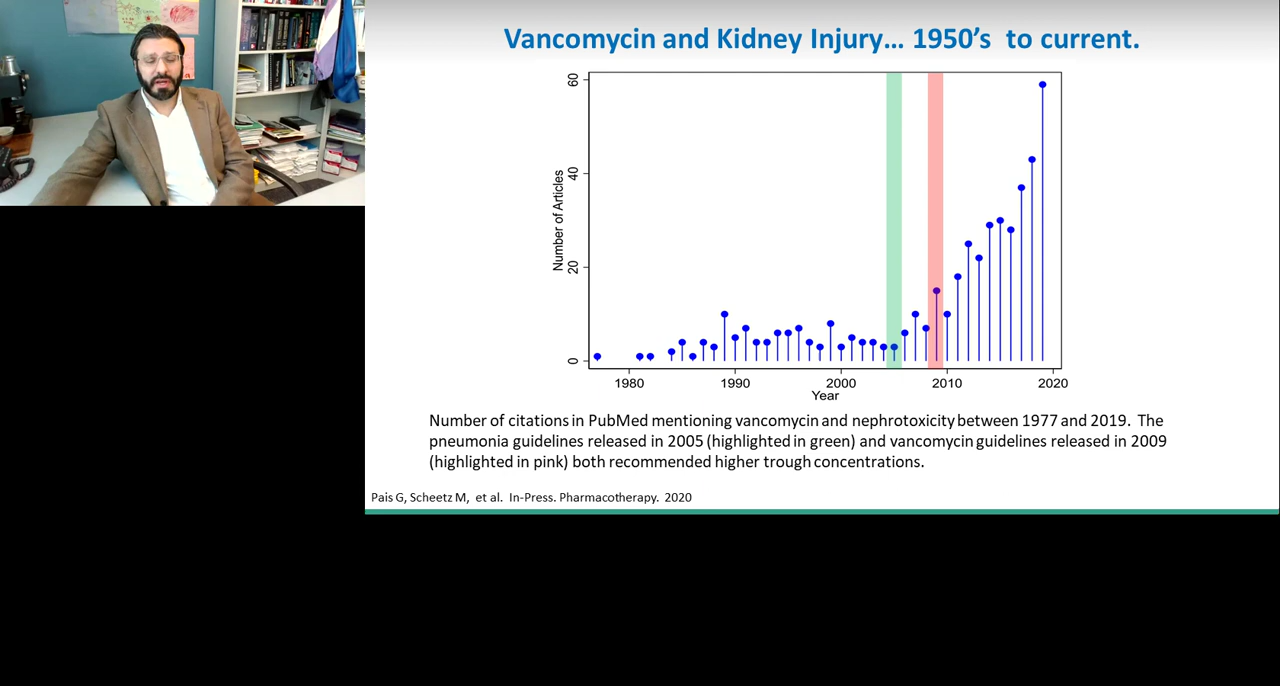 Vancomycin and Kidney Injury… 1950’s to current.
60
40
20
0
Number of Articles
1980
1990
2000
2010
2020
Year
Number of citations in PubMed mentioning vancomycin and nephrotoxicity between 1977 and 2019. The
pneumonia guidelines released in 2005 (highlighted in green) and vancomycin guidelines released in 2009
(highlighted in pink) both recommended higher trough concentrations.
Pais G, Scheetz M, et al. In-Press. Pharmacotherapy. 2020